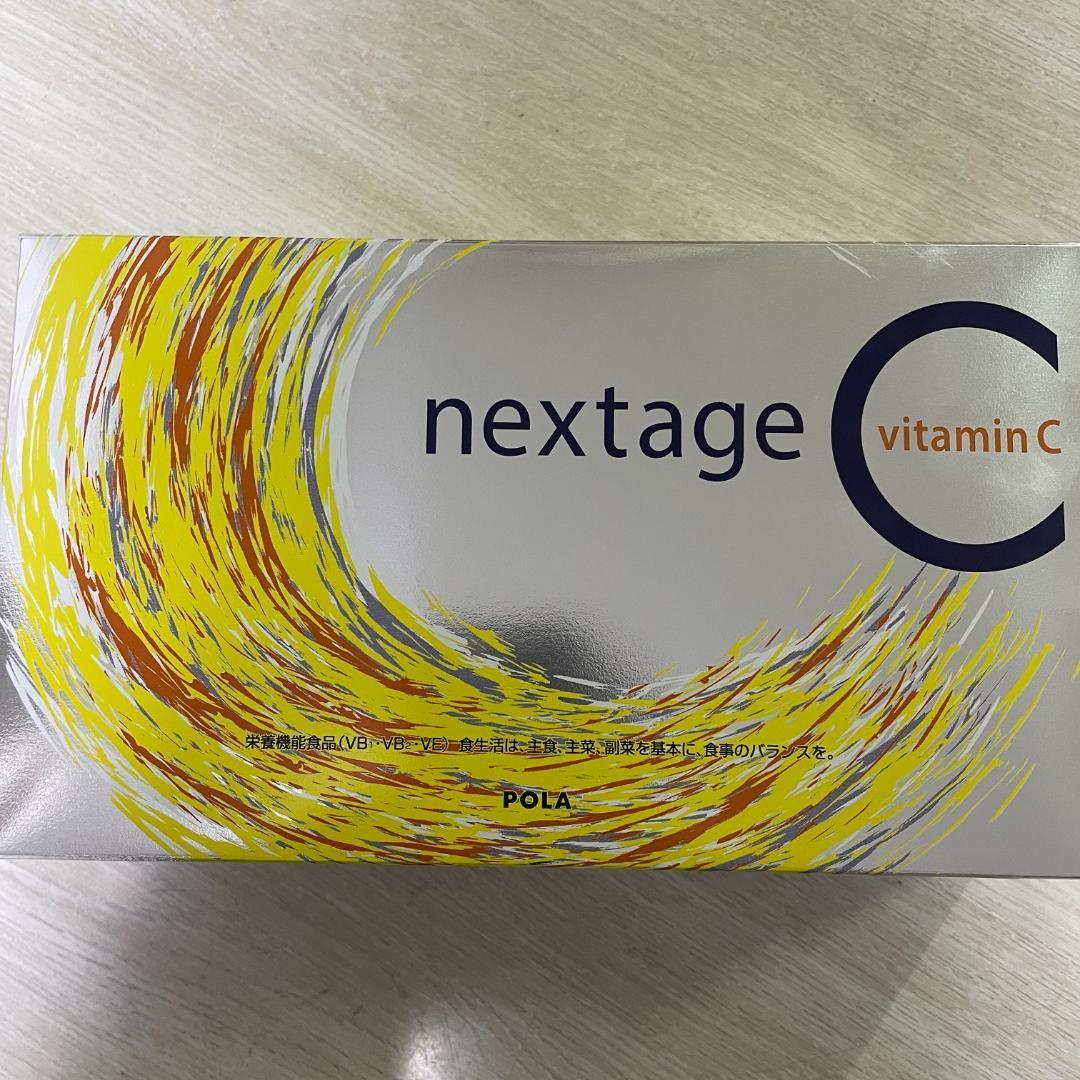 nextage C
vitamin C
栄養機能食品(VB₁・VB₂・VE) 食生活は、主食、主菜、副菜を基本に、食事のバランスを。
POLA